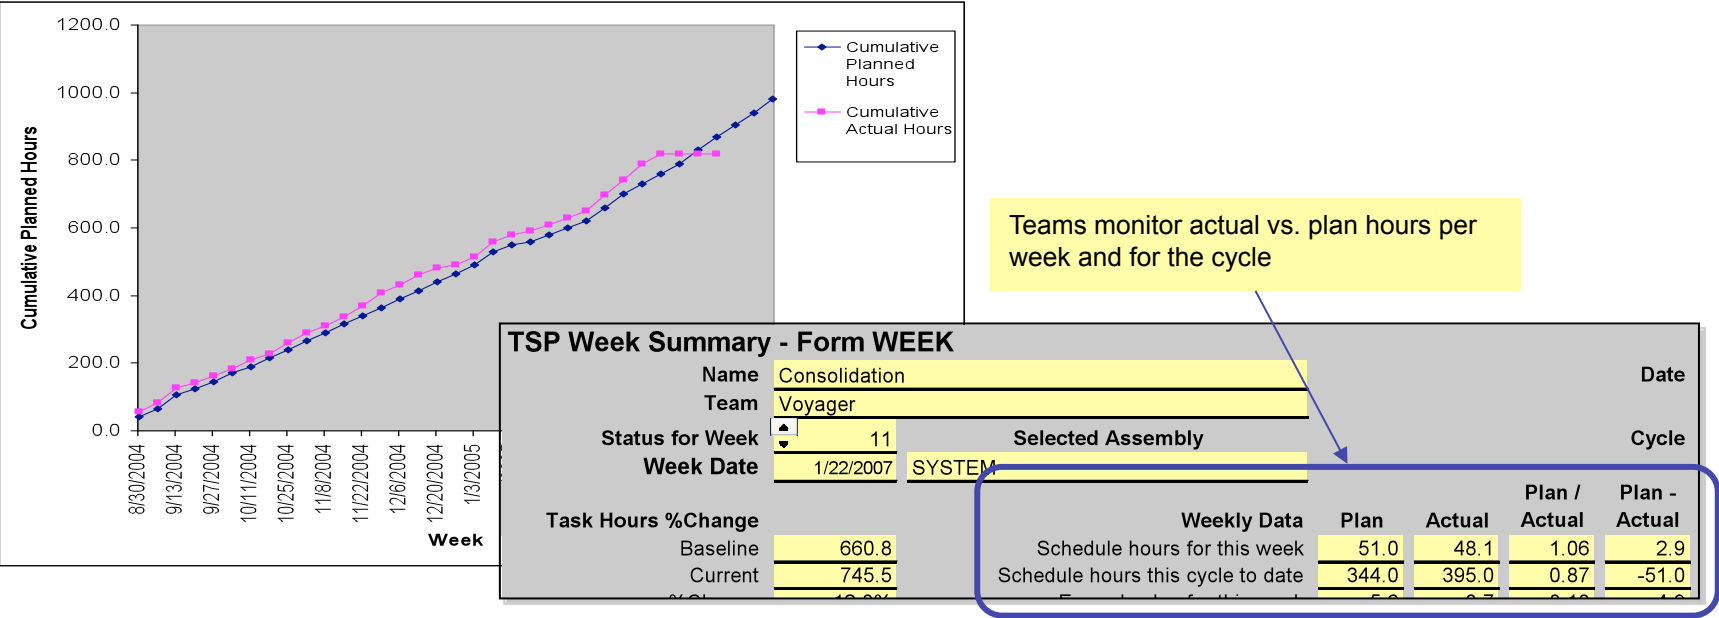 1200.0
1000.0
800.0
600.0
400.0
200.0
0.0
Cumulative Planned Hours
8/30/2004
9/13/2004
9/27/2004
10/11/2004
10/25/2004
11/8/2004
11/22/2004
12/6/2004
12/20/2004
1/3/2005
Week
Cumulative
Planned
Hours
Cumulative
Actual Hours
Teams monitor actual vs. plan hours per
week and for the cycle
TSP Week Summary - Form WEEK
Name Consolidation Date
Team Voyager
Status for Week 11 Selected Assembly Cycle
Week Date 1/22/2007 SYSTEM
Plan / Plan -
Task Hours %Change Weekly Data Plan Actual Actual Actual
Baseline 660.8 Schedule hours for this week 51.0 48.1 1.06 2.9
Current 745.5 Schedule hours this cycle to date 344.0 395.0 0.87 -51.0